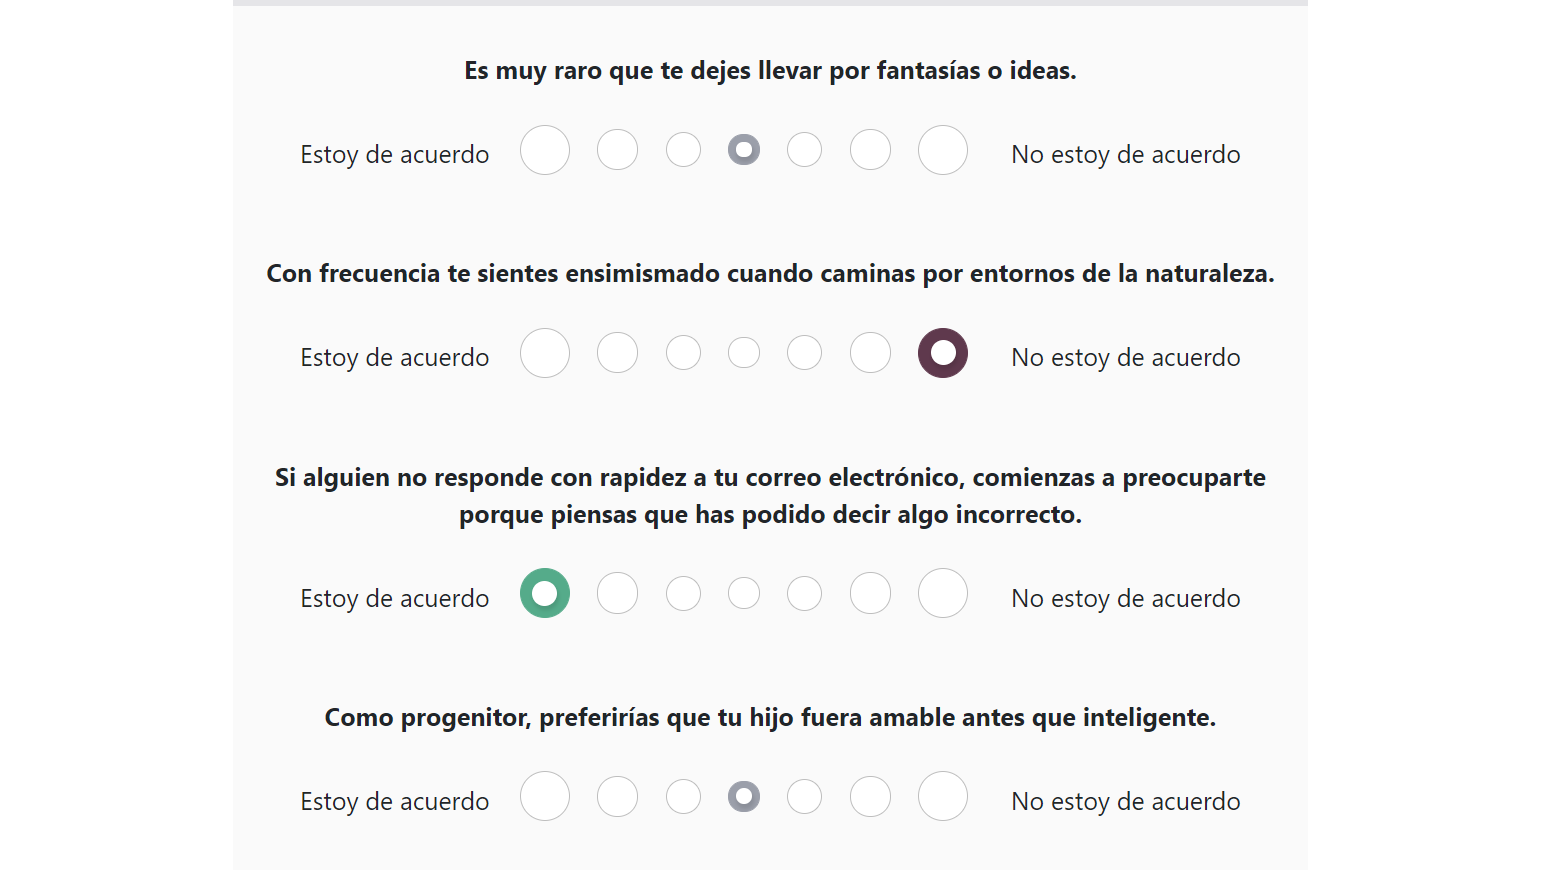 Es muy raro que te dejes llevar por fantasías o ideas.
Estoy de acuerdo No estoy de acuerdo
Con frecuencia te sientes ensimismado cuando caminas por entornos de la naturaleza.
Estoy de acuerdo No estoy de acuerdo
Si alguien no responde con rapidez a tu correo electrónico, comienzas a preocuparte
porque piensas que has podido decir algo incorrecto.
Estoy de acuerdo No estoy de acuerdo
Como progenitor, preferirías que tu hijo fuera amable antes que inteligente.
Estoy de acuerdo No estoy de acuerdo